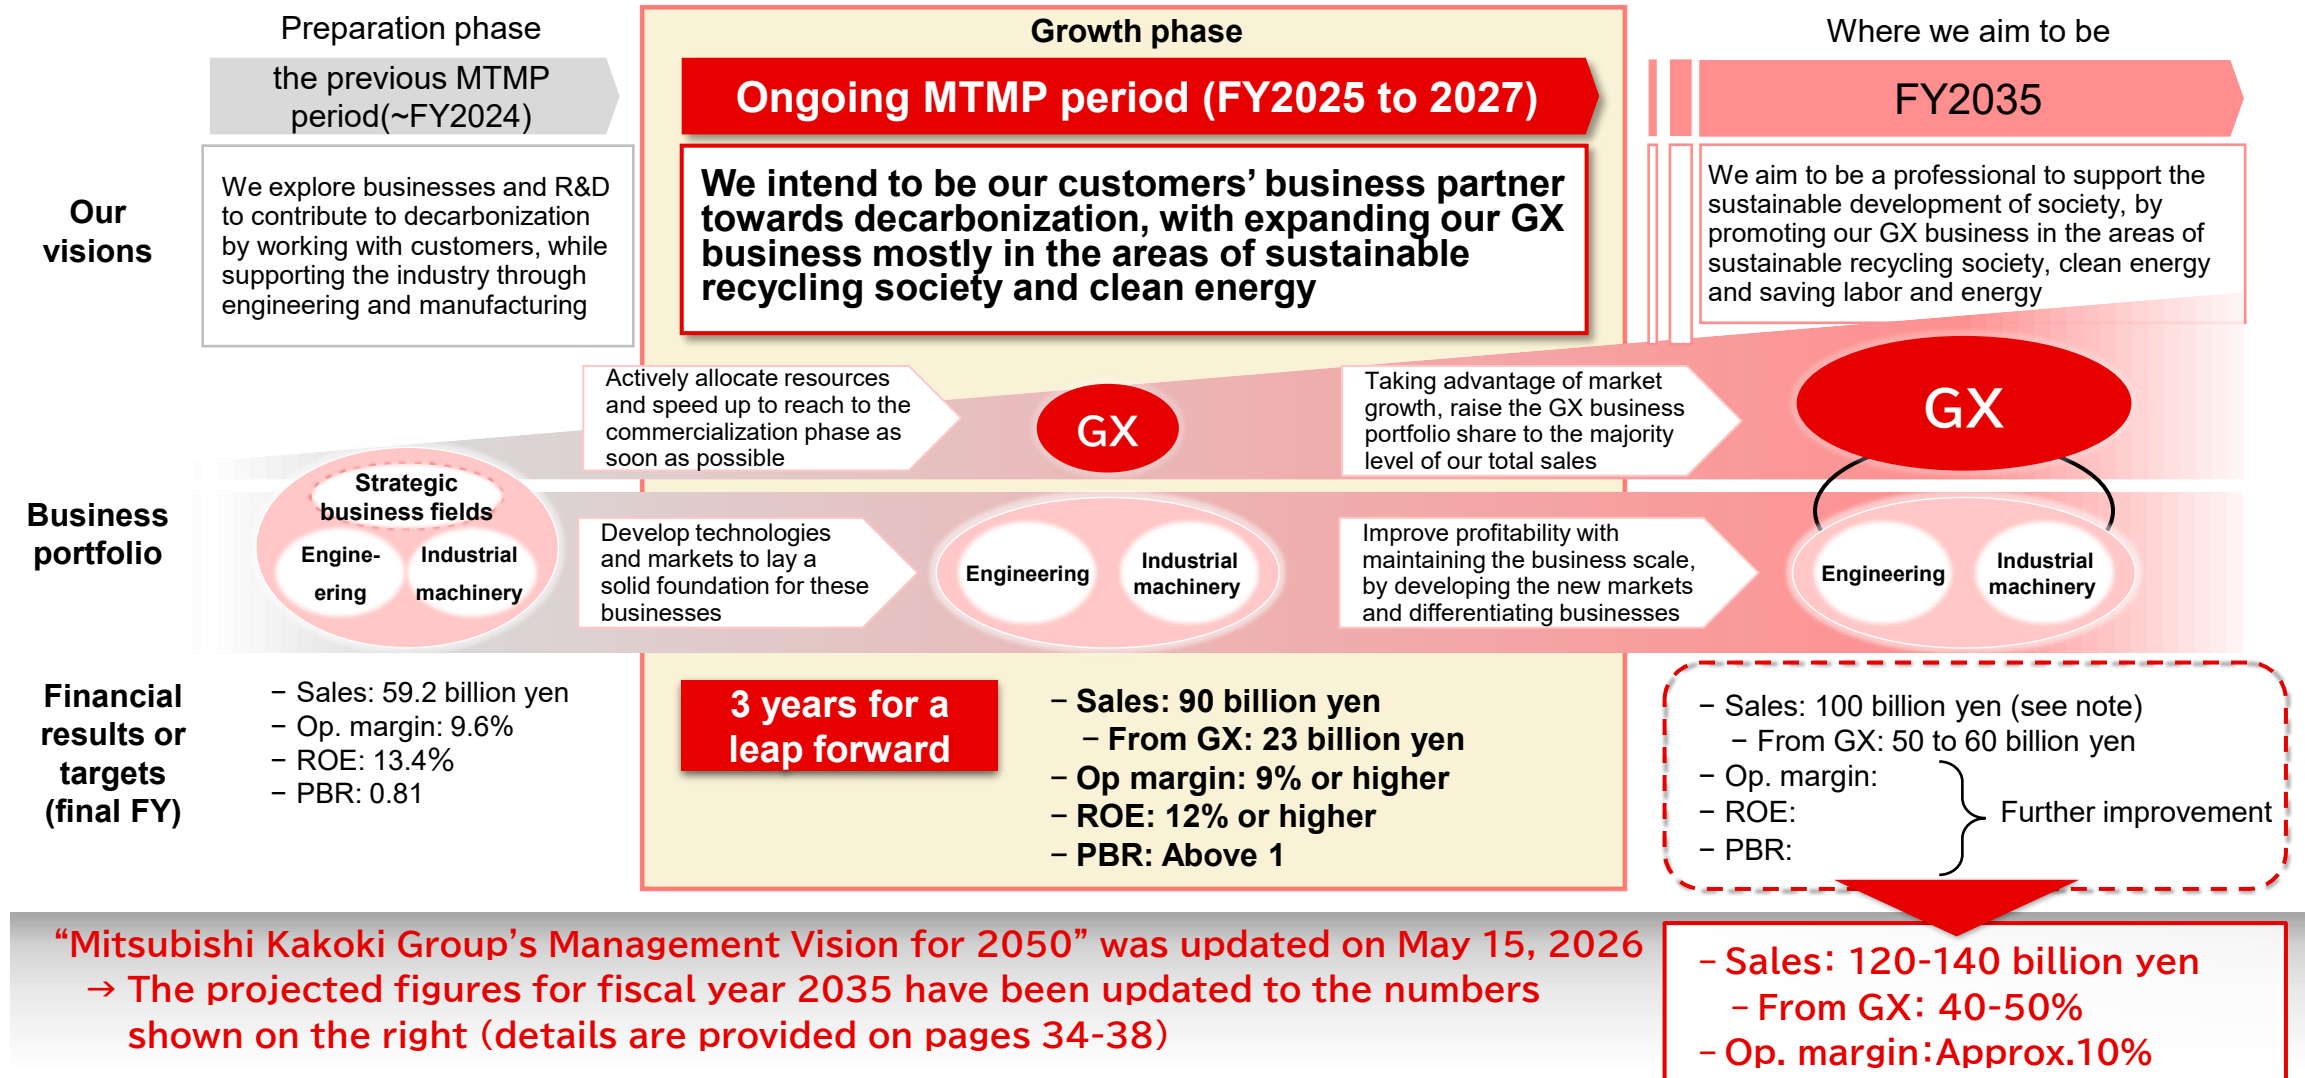 Preparation phase
Growth phase
Where we aim to be
the previous MTMP
period(~FY2024)
Ongoing MTMP period (FY2025 to 2027)
FY2035
Our
visions
We explore businesses and R&D
to contribute to decarbonization
by working with customers, while
supporting the industry through
engineering and manufacturing
We intend to be our customers’ business partner
towards decarbonization, with expanding our GX
business mostly in the areas of sustainable
recycling society and clean energy
We aim to be a professional to support the
sustainable development of society, by
promoting our GX business in the areas of
sustainable recycling society, clean energy
and saving labor and energy
Business
portfolio
Strategic
business fields
Engine-
ering
Industrial
machinery
Actively allocate resources
and speed up to reach to the
commercialization phase as
soon as possible
GX
Taking advantage of market
growth, raise the GX business
portfolio share to the majority
level of our total sales
GX
Develop technologies
and markets to lay a
solid foundation for these
businesses
Engineering
Industrial
machinery
Improve profitability with
maintaining the business scale,
by developing the new markets
and differentiating businesses
Engineering
Industrial
machinery
Financial
results or
targets
(final FY)
− Sales: 59.2 billion yen
− Op. margin: 9.6%
− ROE: 13.4%
− PBR: 0.81
3 years for a
leap forward
− Sales: 90 billion yen
− From GX: 23 billion yen
− Op margin: 9% or higher
− ROE: 12% or higher
− PBR: Above 1
− Sales: 100 billion yen (see note)
− From GX: 50 to 60 billion yen
− Op. margin:
− ROE:
− PBR:
Further improvement
“Mitsubishi Kakoki Group’s Management Vision for 2050” was updated on May 15, 2026
→ The projected figures for fiscal year 2035 have been updated to the numbers
shown on the right (details are provided on pages 34-38)
− Sales: 120-140 billion yen
− From GX: 40-50%
− Op. margin:Approx.10%